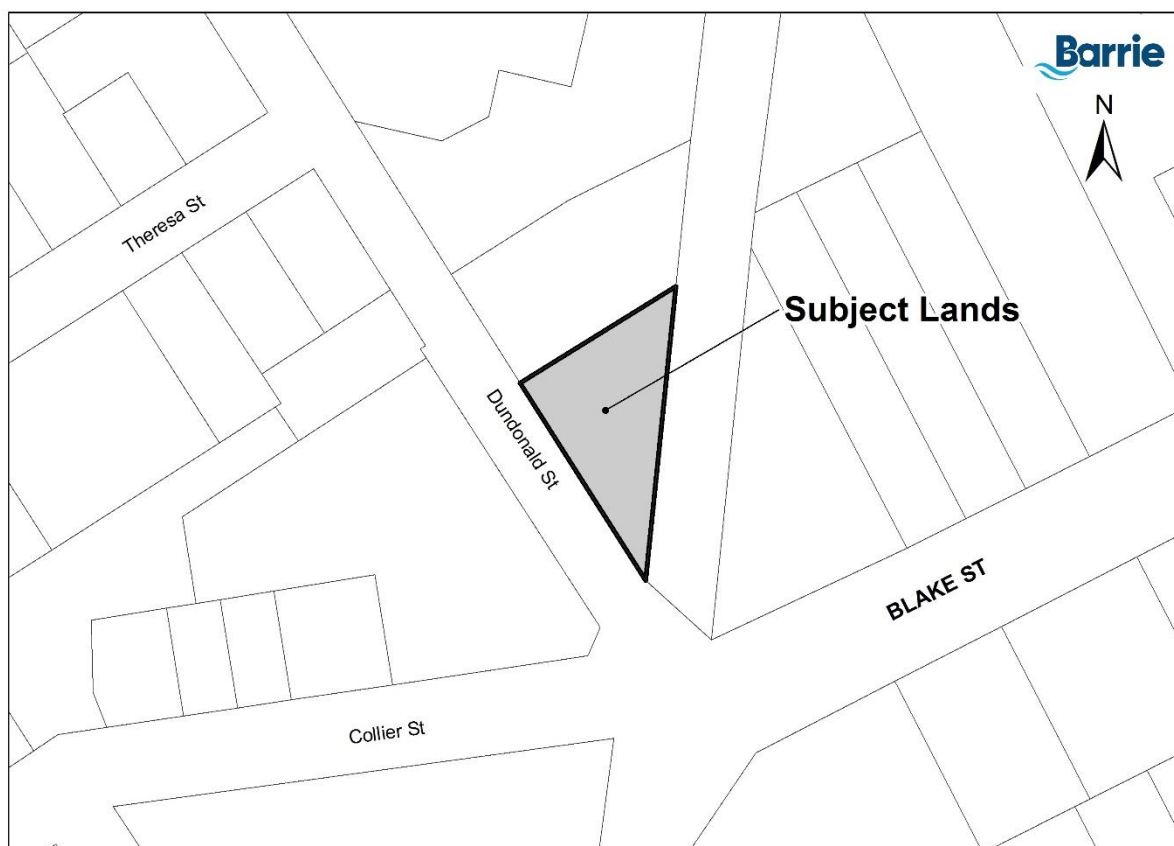 Barrie
N
Theresa St
Subject Lands
Dundonald St
BLAKE ST
Collier St